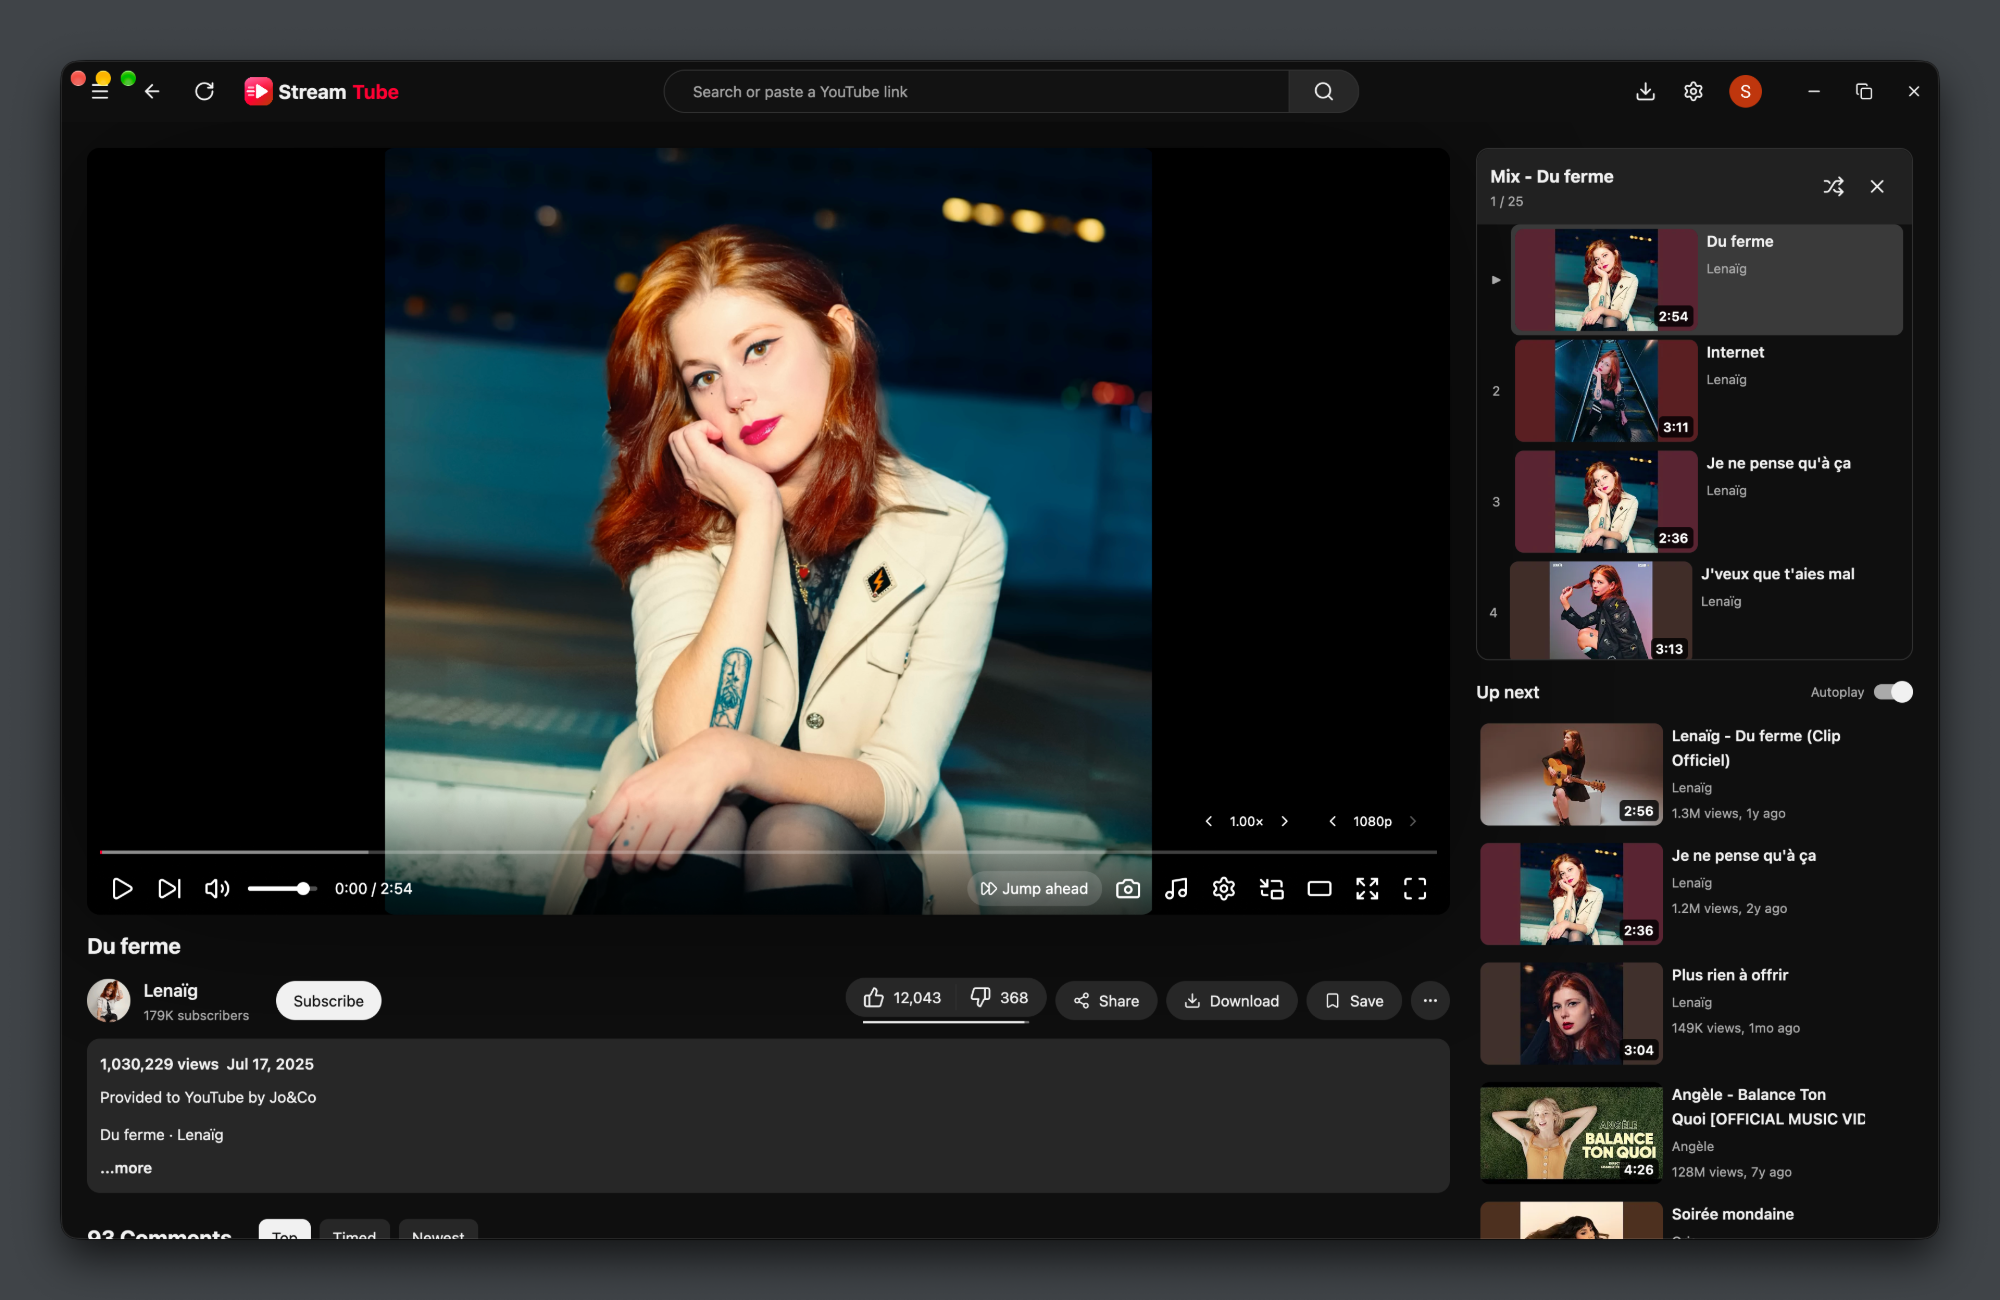 Stream Tube
Search or paste a YouTube link
S
1.00×
1080p
0:00 / 2:54
Jump ahead
Du ferme
Lenaïg
179K subscribers
Subscribe
12,043
368
Share
Download
Save
1,030,229 views Jul 17, 2025
Provided to YouTube by Jo&Co
Du ferme · Lenaïg
...more
93 Comments
Top
Timed
Newest
Mix - Du ferme
1 / 25
Du ferme
Lenaïg
2:54
2
Internet
Lenaïg
3:11
3
Je ne pense qu'à ça
Lenaïg
2:36
4
J'veux que t'aies mal
Lenaïg
3:13
Up next
Autoplay
Lenaïg - Du ferme (Clip
Officiel)
Lenaïg
1.3M views, 1y ago
2:56
Je ne pense qu'à ça
Lenaïg
1.2M views, 2y ago
2:36
Plus rien à offrir
Lenaïg
149K views, 1mo ago
3:04
Angèle - Balance Ton
Quoi [OFFICIAL MUSIC VID
Angèle
128M views, 7y ago
ANGÈLE
BALANCE
TON QUOI
4:26
Soirée mondaine